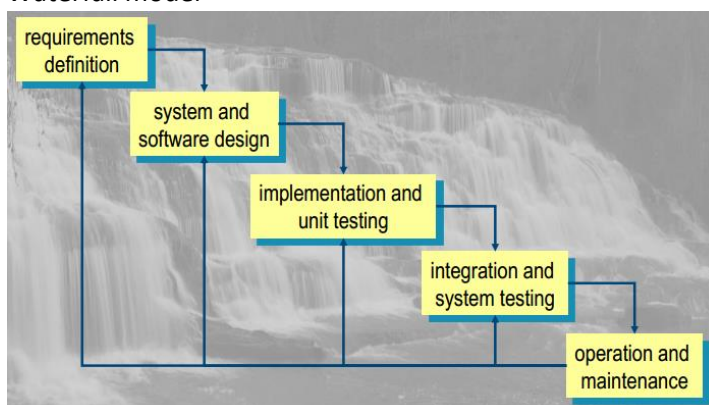 Waterfall model
requirements
definition
system and
software design
implementation and
unit testing
integration and
system testing
operation and
maintenance